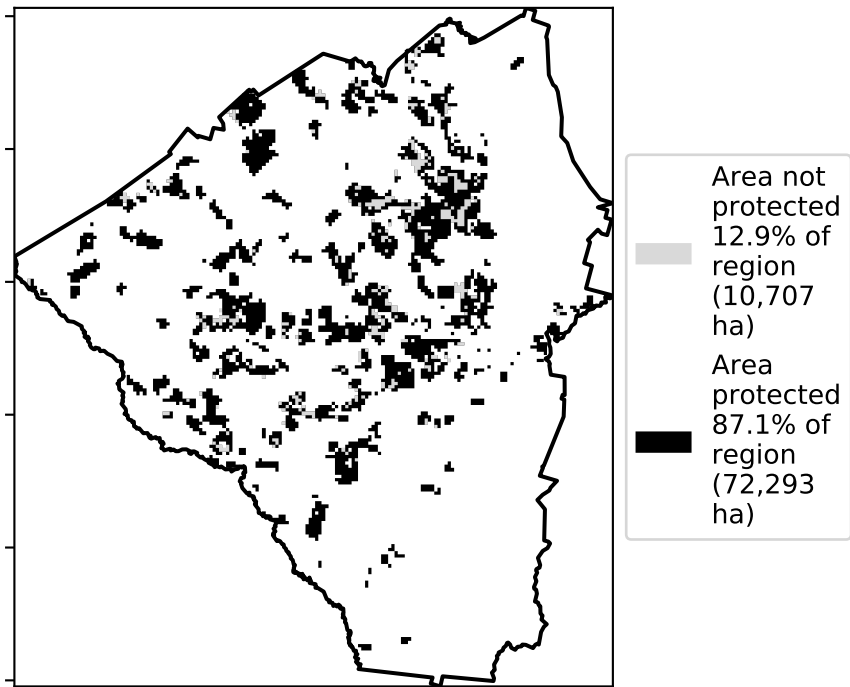 Area not
protected
12.9% of
region
(10,707
ha)
Area
protected
87.1% of
region
(72,293
ha)